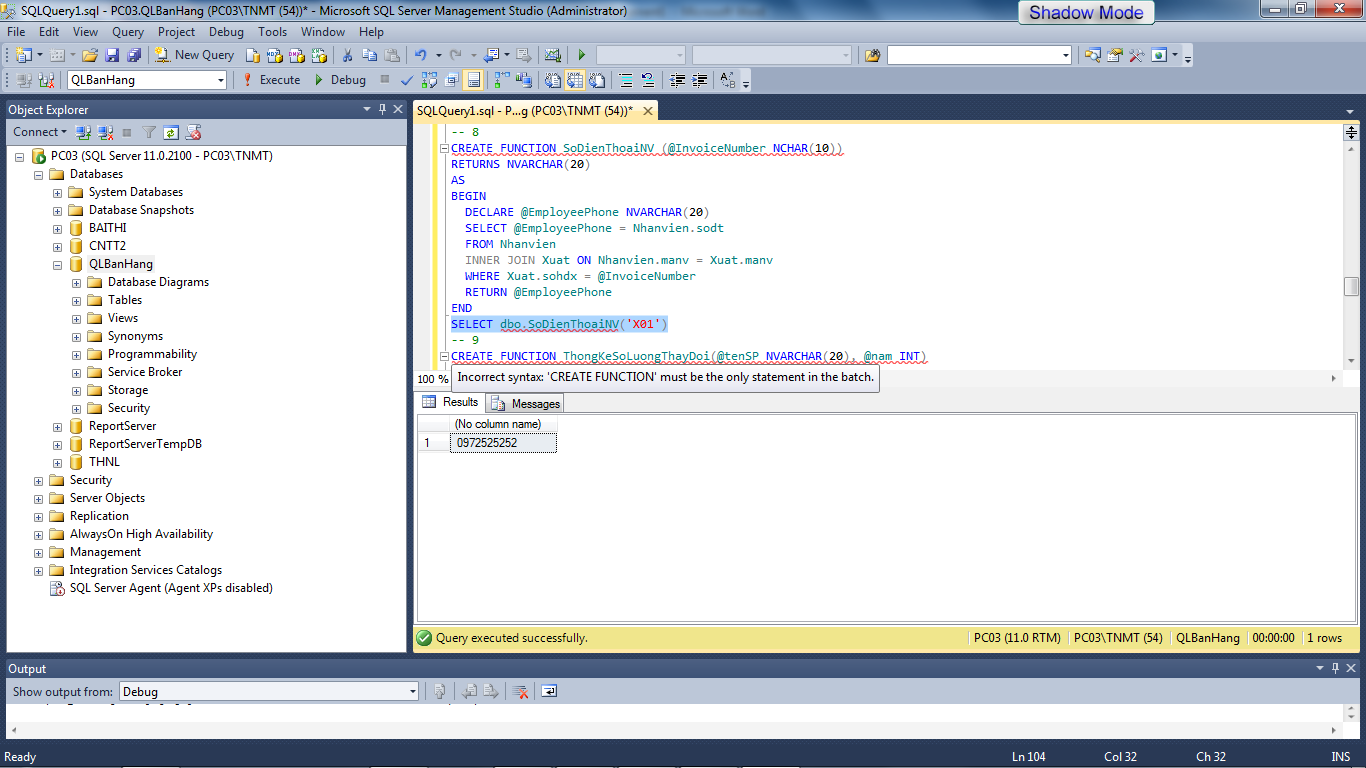 SQLQuery1.sql - PC03.QLBanHang (PC03\TNMT (54))* - Microsoft SQL Server Management Studio (Administrator)
Shadow Mode
File Edit View Query Project Debug Tools Window Help
New Query
QLBanHang Execute Debug
Object Explorer
Connect
PC03 (SQL Server 11.0.2100 - PC03\TNMT)
Databases
System Databases
Database Snapshots
BAITHI
CNTT2
QLBanHang
Database Diagrams
Tables
Views
Synonyms
Programmability
Service Broker
Storage
Security
ReportServer
ReportServerTempDB
THNL
Security
Server Objects
Replication
AlwaysOn High Availability
Management
Integration Services Catalogs
SQL Server Agent (Agent XPs disabled)
SQLQuery1.sql - P...g (PC03\TNMT (54))*
-- 8
CREATE FUNCTION SoDienThoaiNV (@InvoiceNumber NCHAR(10))
RETURNS NVARCHAR(20)
AS
BEGIN
DECLARE @EmployeePhone NVARCHAR(20)
SELECT @EmployeePhone = Nhanvien.sodt
FROM Nhanvien
INNER JOIN Xuat ON Nhanvien.manv = Xuat.manv
WHERE Xuat.sohdx = @InvoiceNumber
RETURN @EmployeePhone
END
SELECT dbo.SoDienThoaiNV('X01')
-- 9
CREATE FUNCTION ThongKeSoLuongThayDoi(@tenSP NVARCHAR(20), @nam INT)
100 %
Incorrect syntax: 'CREATE FUNCTION' must be the only statement in the batch.
Results Messages
(No column name)
1 0972525252
Query executed successfully. PC03 (11.0 RTM) PC03\TNMT (54) QLBanHang 00:00:00 1 rows
Output
Show output from: Debug
Ready Ln 104 Col 32 Ch 32 INS